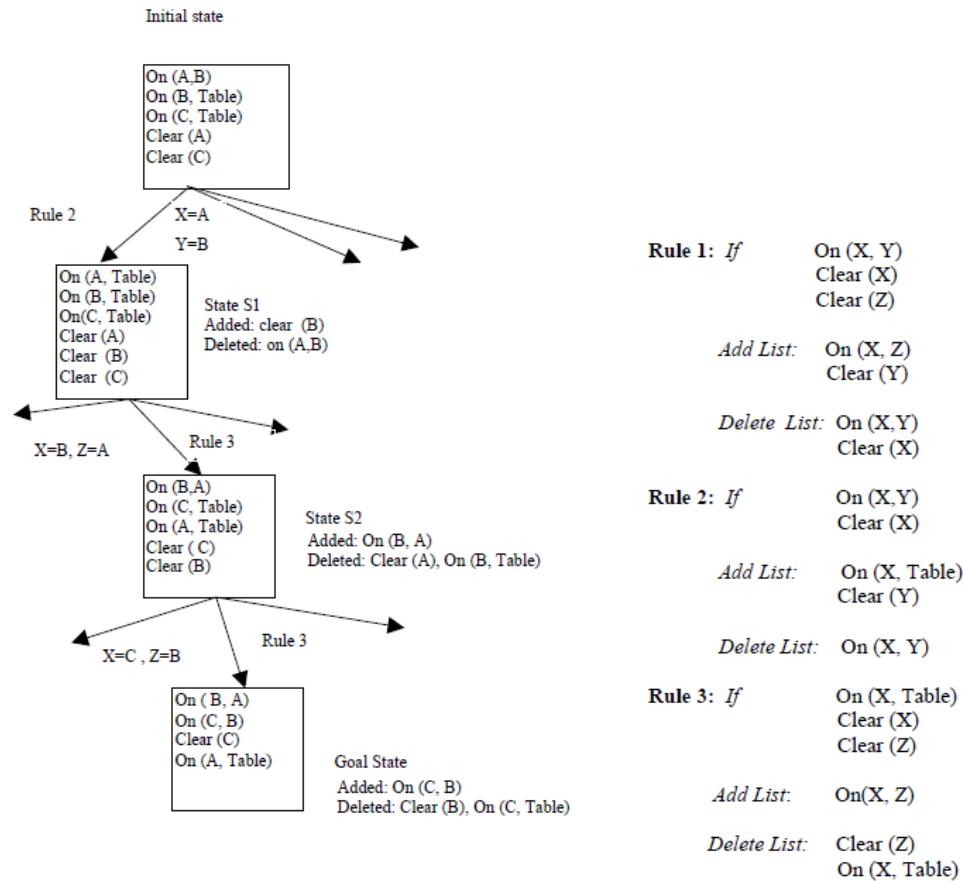 Initial state
On (A,B)
On (B, Table)
On (C, Table)
Clear (A)
Clear (C)
Rule 2
X=A
Y=B
On (A, Table)
On (B, Table)
On(C, Table)
Clear (A)
Clear (B)
Clear (C)
State S1
Added: clear (B)
Deleted: on (A,B)
X=B, Z=A
Rule 3
On (B,A)
On (C, Table)
On (A, Table)
Clear ( C)
Clear (B)
State S2
Added: On (B, A)
Deleted: Clear (A), On (B, Table)
X=C , Z=B
Rule 3
On ( B, A)
On (C, B)
Clear (C)
On (A, Table)
Goal State
Added: On (C, B)
Deleted: Clear (B), On (C, Table)
Rule 1: If On (X, Y)
Clear (X)
Clear (Z)
Add List: On (X, Z)
Clear (Y)
Delete List: On (X,Y)
Clear (X)
Rule 2: If On (X,Y)
Clear (X)
Add List: On (X, Table)
Clear (Y)
Delete List: On (X, Y)
Rule 3: If On (X, Table)
Clear (X)
Clear (Z)
Add List: On(X, Z)
Delete List: Clear (Z)
On (X, Table)